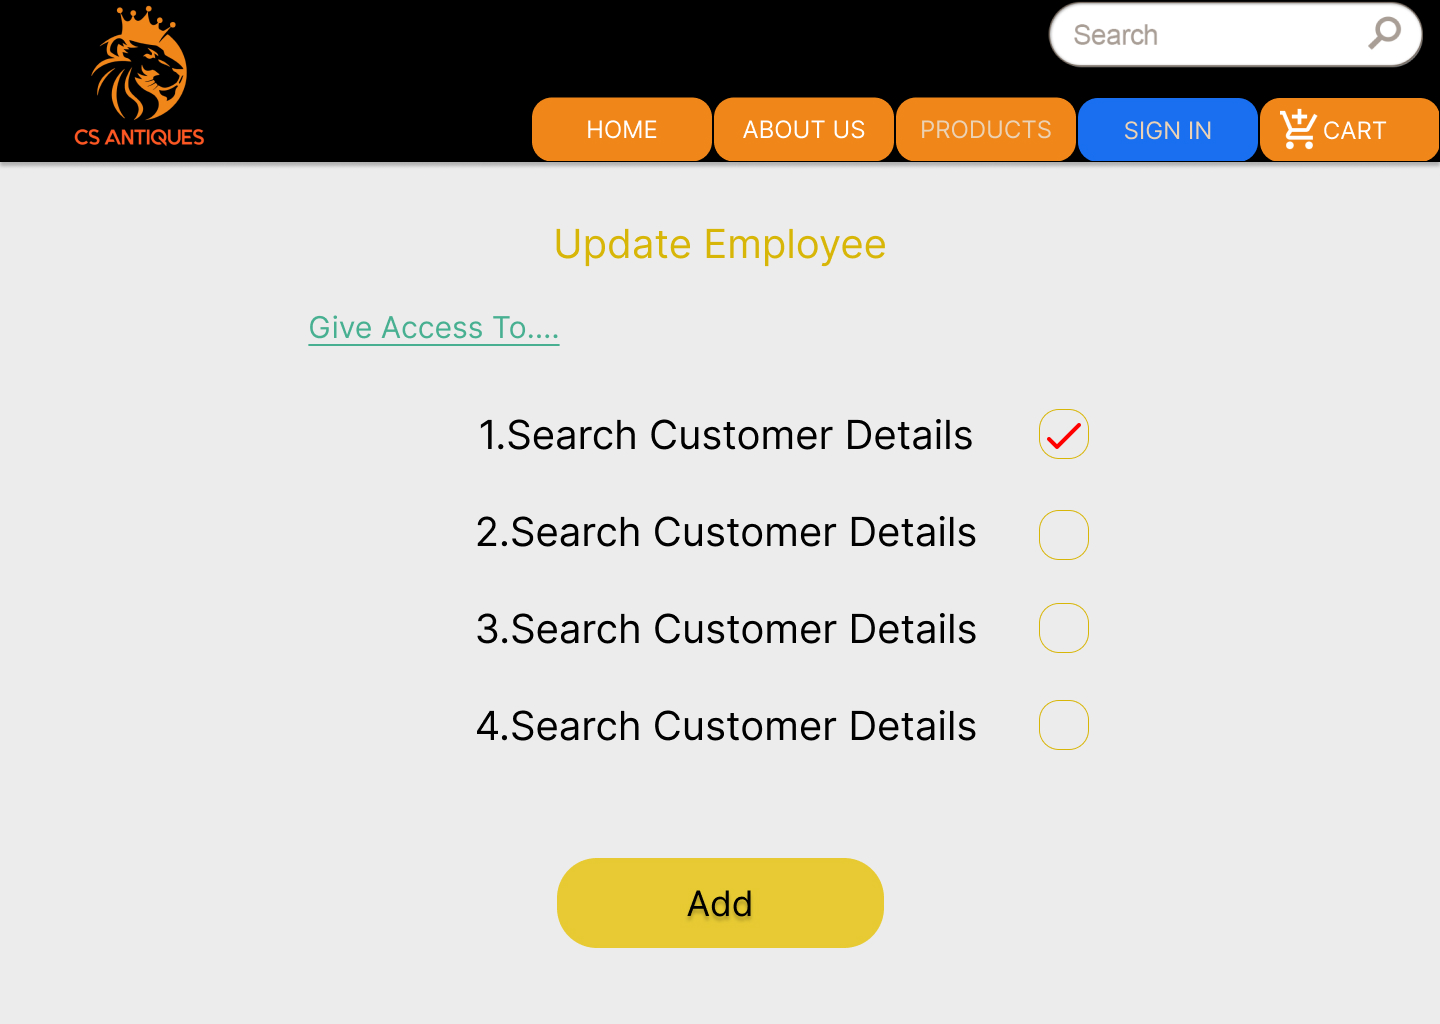 CS ANTIQUES
Search
HOME
ABOUT US
PRODUCTS
SIGN IN
CART
Update Employee
Give Access To....
1.Search Customer Details
2.Search Customer Details
3.Search Customer Details
4.Search Customer Details
Add